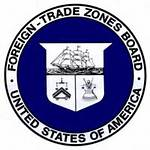 FOREIGN-TRADE ZONES BOARD
UNITED STATES OF AMERICA